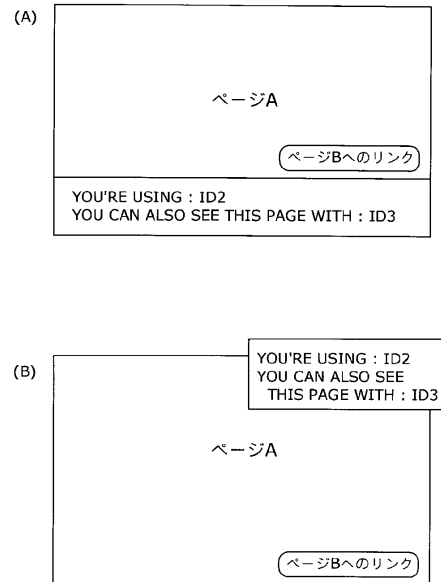 (A)
ページA
ページBへのリンク
YOU'RE USING : ID2
YOU CAN ALSO SEE THIS PAGE WITH : ID3
(B)
YOU'RE USING : ID2
YOU CAN ALSO SEE
THIS PAGE WITH : ID3
ページA
ページBへのリンク